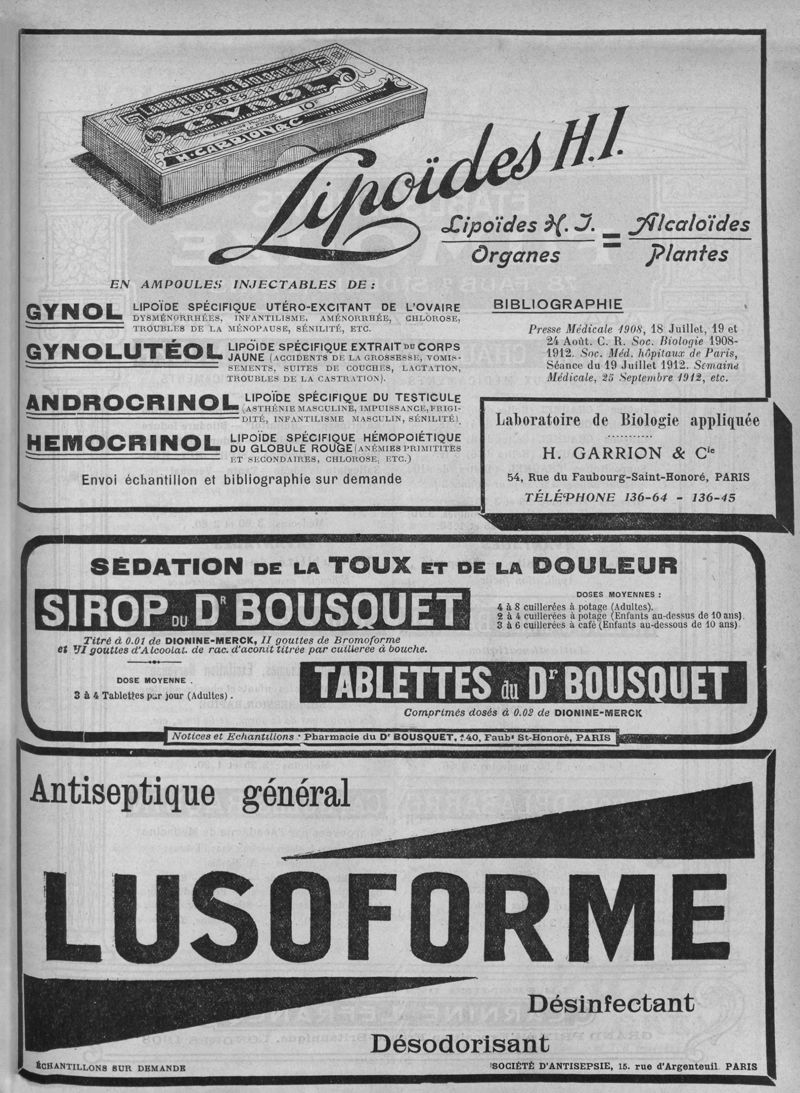 LABORATOIRE DE BIOLOGIE
LIPOÏDES H.I.
GYNOL
H. CARRION & C
Lipoïdes H.I.
Lipoïdes H. I. = Alcaloïdes
Organes Plantes
EN AMPOULES INJECTABLES DE :
GYNOL LIPOÏDE SPÉCIFIQUE UTÉRO-EXCITANT DE L'OVAIRE
DYSMÉNORRHÉES, INFANTILISME, AMÉNORRHÉE, CHLOROSE,
TROUBLES DE LA MÉNOPAUSE, SÉNILITÉ, ETC.
GYNOLUTÉOL LIPOÏDE SPÉCIFIQUE EXTRAIT DU CORPS
JAUNE (ACCIDENTS DE LA GROSSESSE, VOMIS-
SEMENTS, SUITES DE COUCHES, LACTATION,
TROUBLES DE LA CASTRATION).
ANDROCRINOL LIPOÏDE SPÉCIFIQUE DU TESTICULE
(ASTHÉNIE MASCULINE, IMPUISSANCE, FRIGI-
DITÉ, INFANTILISME MASCULIN, SÉNILITÉ).
HEMOCRINOL LIPOÏDE SPÉCIFIQUE HÉMOPOIÉTIQUE
DU GLOBULE ROUGE (ANÉMIES PRIMITITES
ET SECONDAIRES, CHLOROSE, ETC.)
Envoi échantillon et bibliographie sur demande
BIBLIOGRAPHIE
Presse Médicale 1908, 18 Juillet, 19 et
24 Août. C. R. Soc. Biologie 1908-
1912. Soc. Méd. hôpitaux de Paris,
Séance du 19 Juillet 1912. Semaine
Médicale, 25 Septembre 1912, etc.
Laboratoire de Biologie appliquée
H. GARRION & Cie
54, Rue du Faubourg-Saint-Honoré, PARIS
TÉLÉPHONE 136-64 - 136-45
SÉDATION DE LA TOUX ET DE LA DOULEUR
SIROP DU Dr BOUSQUET
Titré à 0.01 de DIONINE-MERCK, II gouttes de Bromoforme
et VI gouttes d'Alcoolat. de rac. d'aconit titrée par cuillerée à bouche.
DOSES MOYENNES :
4 à 8 cuillerées à potage (Adultes).
2 à 4 cuillerées à potage (Enfants au-dessus de 10 ans).
3 à 6 cuillerées à café (Enfants au-dessous de 10 ans).
DOSE MOYENNE .
3 à 4 Tablettes par jour (Adultes).
TABLETTES du Dr BOUSQUET
Comprimés dosés à 0.02 de DIONINE-MERCK
Notices et Echantillons : Pharmacie du Dr BOUSQUET, 140, Faubg St-Honoré, PARIS
Antiseptique général
LUSOFORME
Désinfectant
Désodorisant
ÉCHANTILLONS SUR DEMANDE
SOCIÉTÉ D'ANTISEPSIE, 15, rue d'Argenteuil PARIS